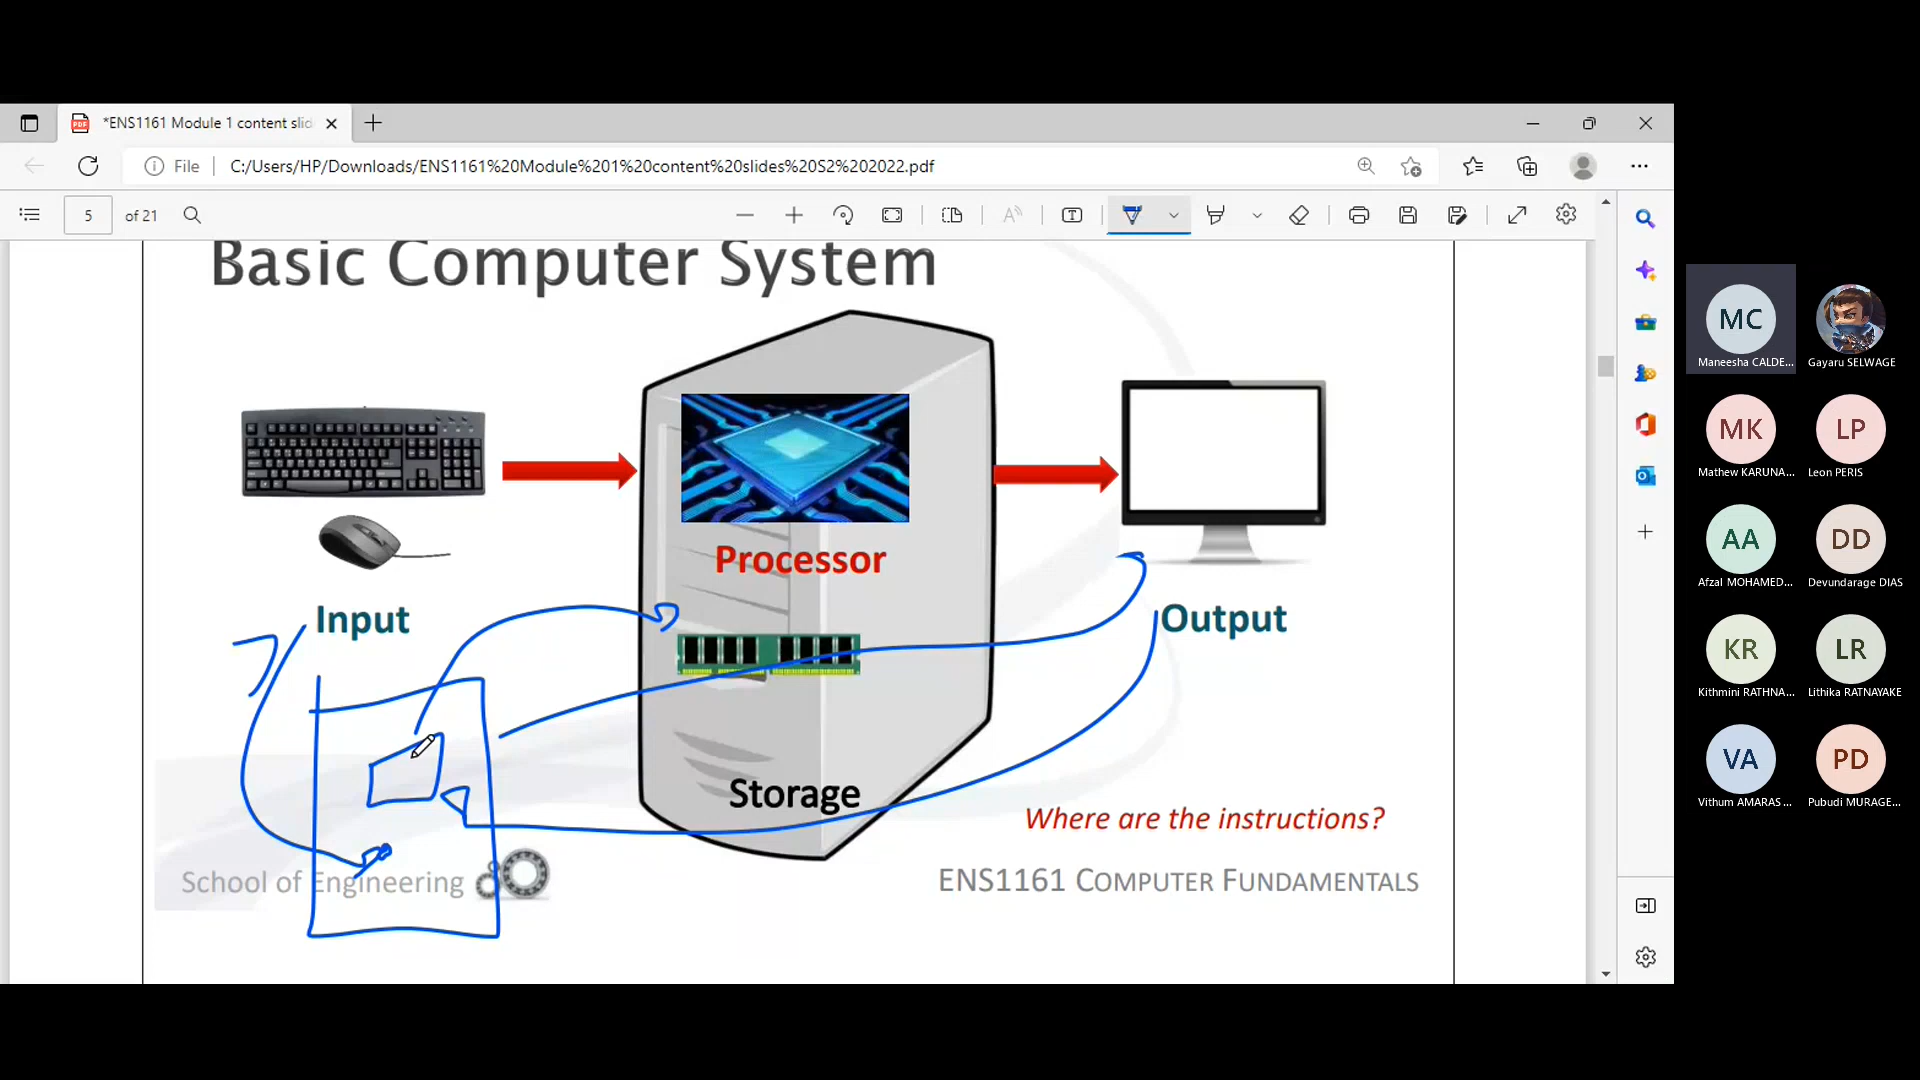 *ENS1161 Module 1 content slid
File
C:/Users/HP/Downloads/ENS1161%20Module%201%20content%20slides%20S2%202022.pdf
5 of 21
Basic Computer System
Processor
Input
Output
Storage
Where are the instructions?
School of Engineering
ENS1161 COMPUTER FUNDAMENTALS
MC
Maneesha CALDE...
Gayaru SELWAGE
MK
LP
Mathew KARUNA...
Leon PERIS
AA
DD
Afzal MOHAMED...
Devundarage DIAS
KR
LR
Kithmini RATHNA...
Lithika RATNAYAKE
VA
PD
Vithum AMARAS ...
Pubudi MURAGE...